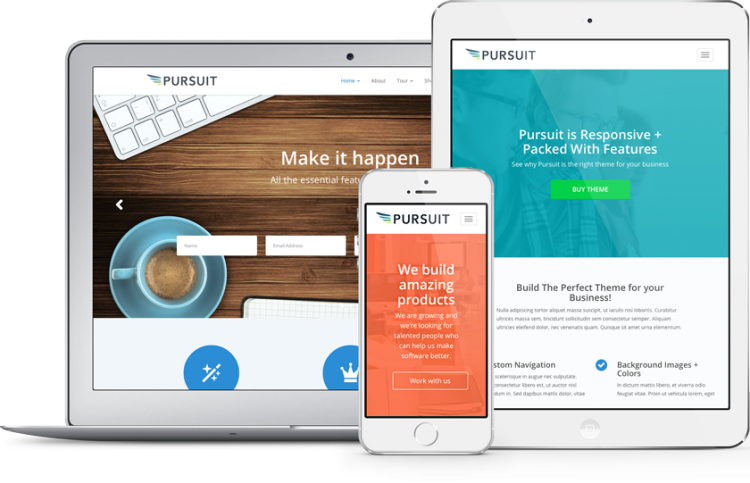 PURSUIT
Home About Tour
Make it happen
All the essential
Name Email Address
PURSUIT
We build
amazing
products
We are growing and
we're looking for
talented people who
can help us make
software better.
Work with us
PURSUIT
Pursuit is Responsive +
Packed With Features
See why Pursuit is the right theme for your business
BUY THEME
Build The Perfect Theme for your
Business!
Nulla adipiscing tortor aliquet massa suscipit, ut iaculis nisl lobortis. Curabitur
ultrices massa sem, tincidunt sollicitudin sem consectetur semper. Aliquam
ultricies eleifend dolor, nec venenatis quam. Quisque sit amet urna elementum.
stom Navigation
scelerisque in augue nec vulputate.
consectetur libero est, ut auctor nisl
dum in. Sed dapibus mattis dolor, vitae
Background Images +
Colors
In dictum mattis libero, et viverra odio
feugiat vitae. Proin ut vehicula lorem, eget